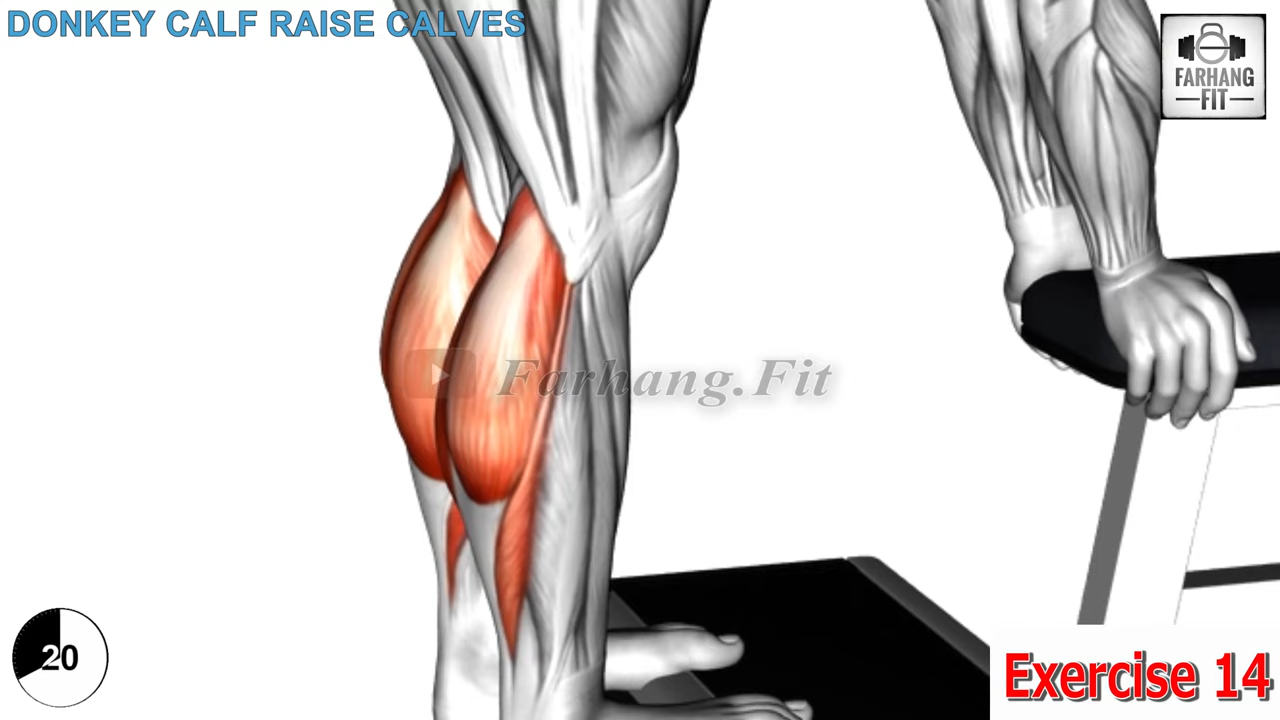 DONKEY CALF RAISE CALVES
FARHANG
FIT
Farhang.Fit
20
Exercise 14